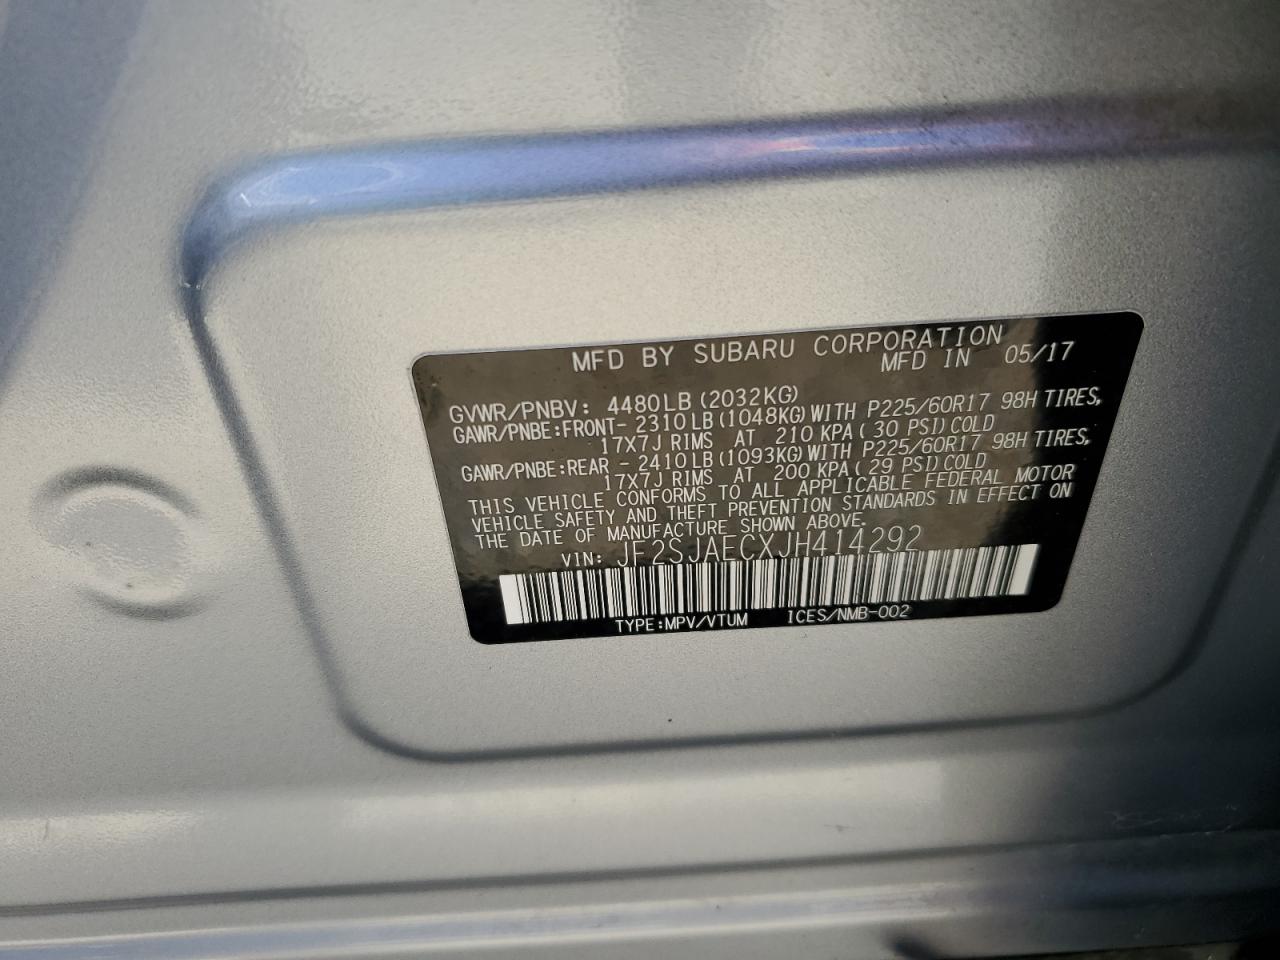 MFD BY SUBARU CORPORATION
MFD IN 05/17
GVWR/PNBV: 4480LB (2032KG)
GAWR/PNBE:FRONT- 2310LB (1048KG) WITH P225/60R17 98H TIRES,
17X7J RIMS AT 210 KPA ( 30 PSI) COLD
GAWR/PNBE:REAR - 2410LB (1093KG) WITH P225/60R17 98H TIRES,
17X7J RIMS AT 200 KPA ( 29 PSI) COLD
THIS VEHICLE CONFORMS TO ALL APPLICABLE FEDERAL MOTOR
VEHICLE SAFETY AND THEFT PREVENTION STANDARDS IN EFFECT ON
THE DATE OF MANUFACTURE SHOWN ABOVE.
VIN: JF2SJAECXJH414292
TYPE:MPV/VTUM ICES/NMB-002